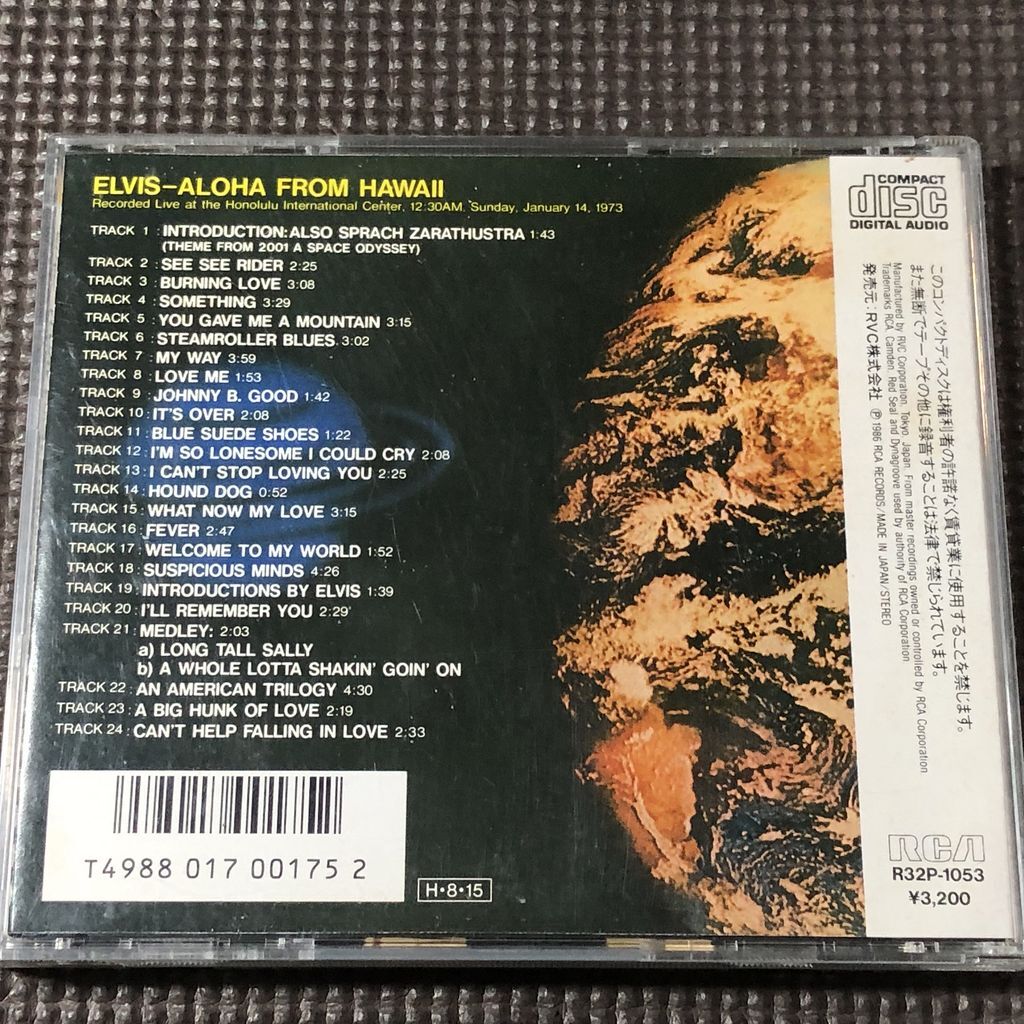 ELVIS–ALOHA FROM HAWAII
Recorded Live at the Honolulu International Center, 12:30AM. Sunday, January 14, 1973
TRACK 1 : INTRODUCTION:ALSO SPRACH ZARATHUSTRA 1:43
(THEME FROM 2001 A SPACE ODYSSEY)
TRACK 2 : SEE SEE RIDER 2:25
TRACK 3 : BURNING LOVE 3:08
TRACK 4 : SOMETHING 3:29
TRACK 5 : YOU GAVE ME A MOUNTAIN 3:15
TRACK 6 : STEAMROLLER BLUES 3:02
TRACK 7 : MY WAY 3:59
TRACK 8 : LOVE ME 1:53
TRACK 9 : JOHNNY B. GOOD 1:42
TRACK 10 : IT'S OVER 2:08
TRACK 11 : BLUE SUEDE SHOES 1:22
TRACK 12 : I'M SO LONESOME I COULD CRY 2:08
TRACK 13 : I CAN'T STOP LOVING YOU 2:25
TRACK 14 : HOUND DOG 0:52
TRACK 15 : WHAT NOW MY LOVE 3:15
TRACK 16 : FEVER 2:47
TRACK 17 : WELCOME TO MY WORLD 1:52
TRACK 18 : SUSPICIOUS MINDS 4:26
TRACK 19 : INTRODUCTIONS BY ELVIS 1:39
TRACK 20 : I'LL REMEMBER YOU 2:29
TRACK 21 : MEDLEY: 2:03
a) LONG TALL SALLY
b) A WHOLE LOTTA SHAKIN' GOIN' ON
TRACK 22 : AN AMERICAN TRILOGY 4:30
TRACK 23 : A BIG HUNK OF LOVE 2:19
TRACK 24 : CAN'T HELP FALLING IN LOVE 2:33
T4988 017 00175 2
H•8•15
COMPACT
disc
DIGITAL AUDIO
このコンパクトディスクは権利者の許諾なく賃貸業に使用することを禁じます。
また無断でテープその他に録音することは法律で禁じられています。
Manufactured by RVC Corporation, Tokyo, Japan. From master recordings owned or controlled by RCA Corporation
Trademarks RCA, Camden, Red Seal and Dynagroove used by authority of RCA Corporation
発売元:RVC株式会社 Ⓟ 1986 RCA RECORDS/MADE IN JAPAN/STEREO
RCA
R32P-1053
¥3,200